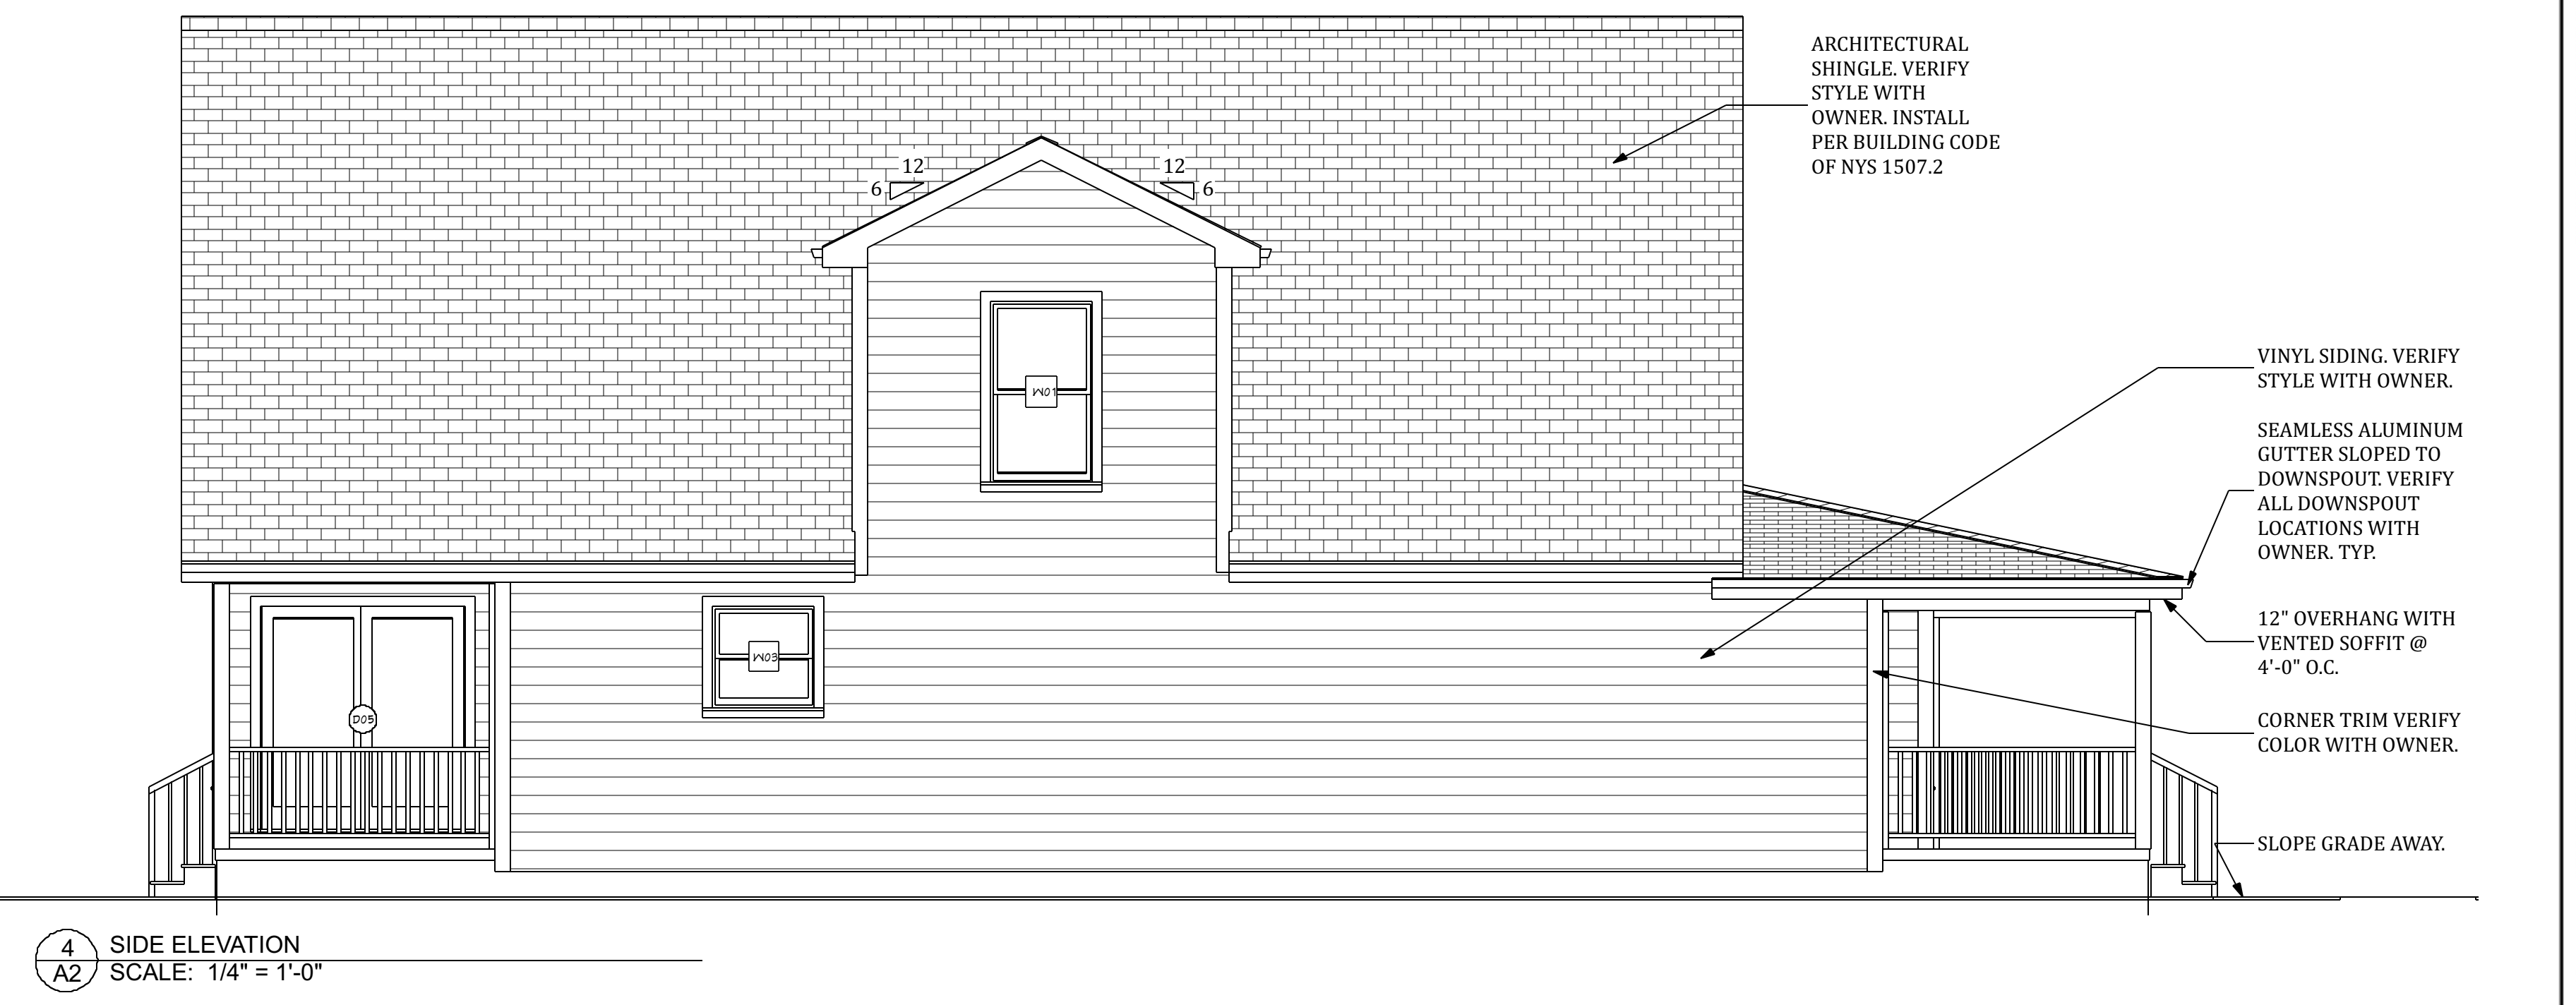 ARCHITECTURAL
SHINGLE. VERIFY
STYLE WITH
OWNER. INSTALL
PER BUILDING CODE
OF NYS 1507.2
12
6
12
6
W01
VINYL SIDING. VERIFY
STYLE WITH OWNER.
SEAMLESS ALUMINUM
GUTTER SLOPED TO
DOWNSPOUT. VERIFY
ALL DOWNSPOUT
LOCATIONS WITH
OWNER. TYP.
12" OVERHANG WITH
VENTED SOFFIT @
4'-0" O.C.
W03
D05
CORNER TRIM VERIFY
COLOR WITH OWNER.
SLOPE GRADE AWAY.
4
A2
SIDE ELEVATION
SCALE: 1/4" = 1'-0"